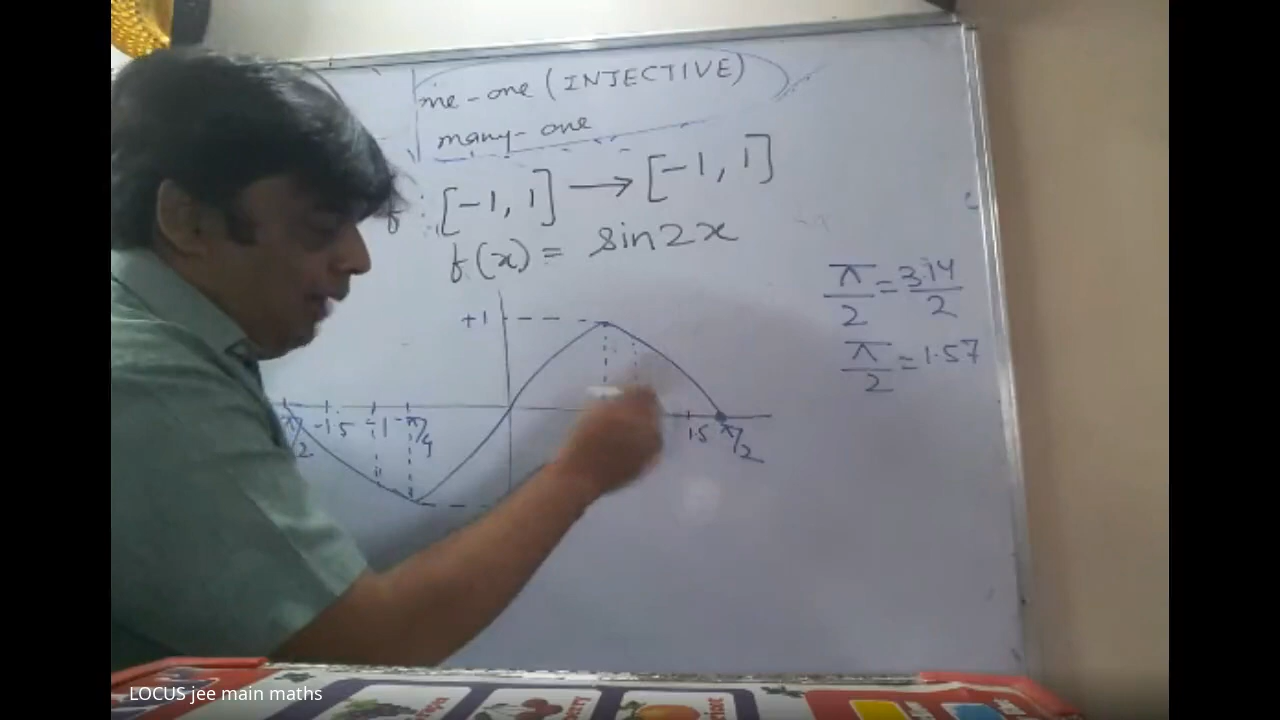 one-one (INJECTIVE)
many-one
f : [-1, 1] → [-1, 1]
f(x) = sin2x
π/2 = 3.14/2
π/2 = 1.57
+1
π/2 -1.5 -1 -π/4
1.5 π/2
LOCUS jee main maths